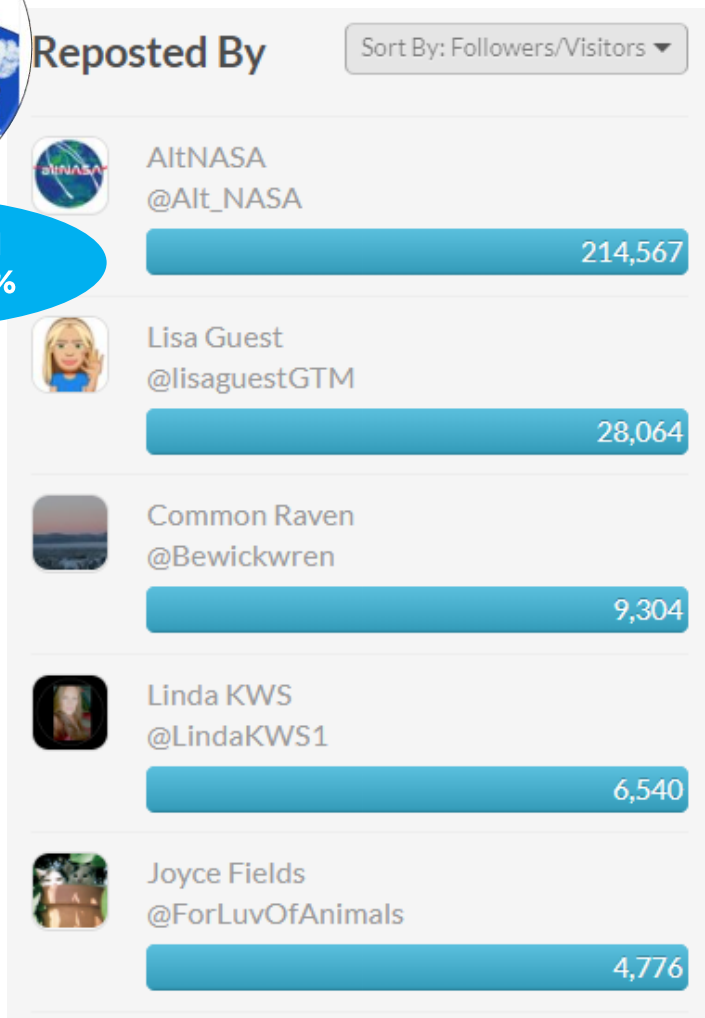 Reposted By
Sort By: Followers/Visitors
altNASA
AltNASA
@Alt_NASA
214,567
%
Lisa Guest
@lisaguestGTM
28,064
Common Raven
@Bewickwren
9,304
Linda KWS
@LindaKWS1
6,540
Joyce Fields
@ForLuvOfAnimals
4,776